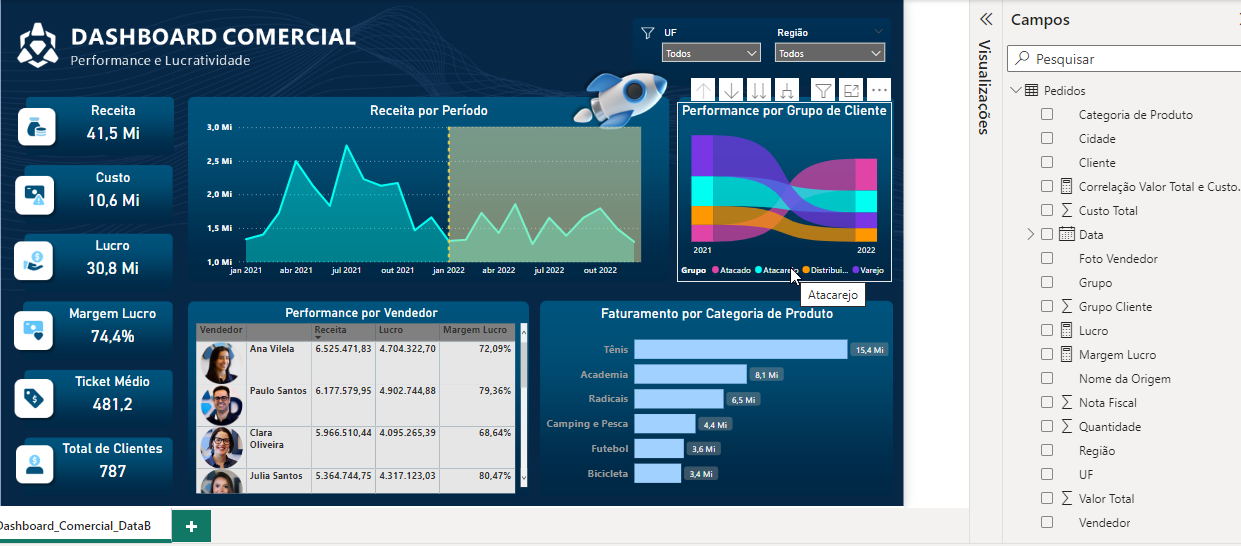 DASHBOARD COMERCIAL
Performance e Lucratividade
UF
Todos
Região
Todos
Receita
41,5 Mi
Custo
10,6 Mi
Lucro
30,8 Mi
Margem Lucro
74,4%
Ticket Médio
481,2
Total de Clientes
787
Receita por Período
3,0 Mi
2,5 Mi
2,0 Mi
1,5 Mi
1,0 Mi
jan 2021 abr 2021 jul 2021 out 2021 jan 2022 abr 2022 jul 2022 out 2022
Performance por Grupo de Cliente
2021 2022
Grupo Atacado Atacarejo Distribui... Varejo
Atacarejo
Performance por Vendedor
Vendedor Receita Lucro Margem Lucro
Ana Vilela 6.525.471,83 4.704.322,70 72,09%
Paulo Santos 6.177.579,95 4.902.744,88 79,36%
Clara Oliveira 5.966.510,44 4.095.265,39 68,64%
Julia Santos 5.364.744,75 4.317.123,03 80,47%
Faturamento por Categoria de Produto
Tênis 15,4 Mi
Academia 8,1 Mi
Radicais 6,5 Mi
Camping e Pesca 4,4 Mi
Futebol 3,6 Mi
Bicicleta 3,4 Mi
Dashboard_Comercial_DataB
Visualizações
Campos
Pesquisar
Pedidos
Categoria de Produto
Cidade
Cliente
Correlação Valor Total e Custo...
Custo Total
Data
Foto Vendedor
Grupo
Grupo Cliente
Lucro
Margem Lucro
Nome da Origem
Nota Fiscal
Quantidade
Região
UF
Valor Total
Vendedor